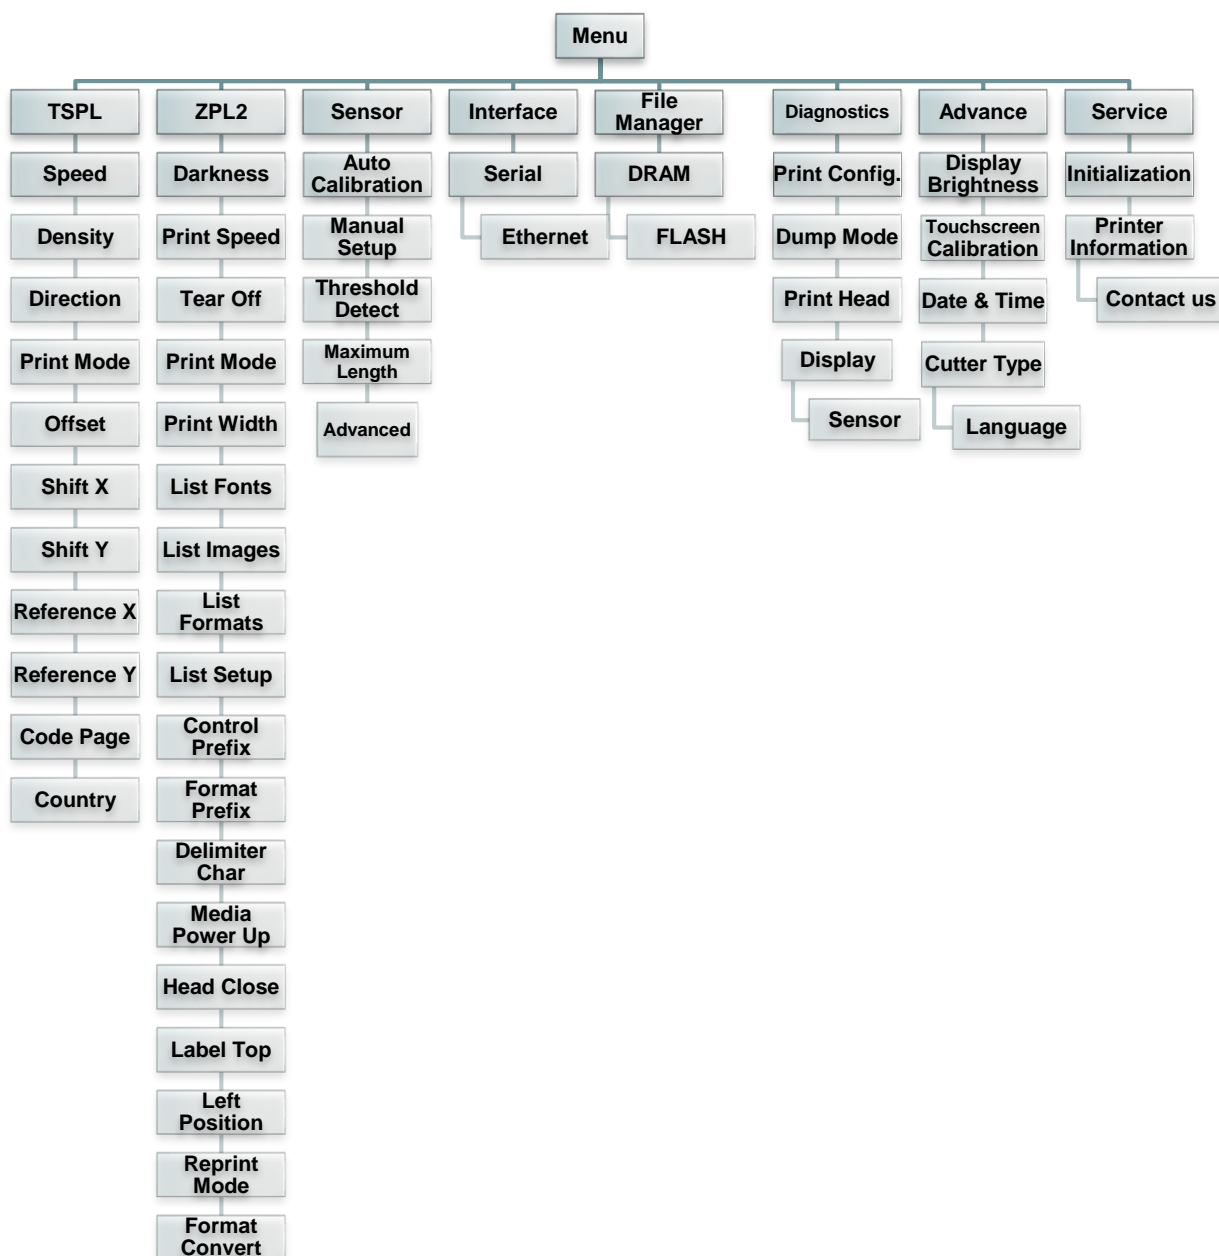 Menu
TSPL
Speed
Density
Direction
Print Mode
Offset
Shift X
Shift Y
Reference X
Reference Y
Code Page
Country
ZPL2
Darkness
Print Speed
Tear Off
Print Mode
Print Width
List Fonts
List Images
List
Formats
List Setup
Control
Prefix
Format
Prefix
Delimiter
Char
Media
Power Up
Head Close
Label Top
Left
Position
Reprint
Mode
Format
Convert
Sensor
Auto
Calibration
Manual
Setup
Threshold
Detect
Maximum
Length
Advanced
Interface
Serial
Ethernet
File
Manager
DRAM
FLASH
Diagnostics
Print Config.
Dump Mode
Print Head
Display
Sensor
Advance
Display
Brightness
Touchscreen
Calibration
Date & Time
Cutter Type
Language
Service
Initialization
Printer
Information
Contact us